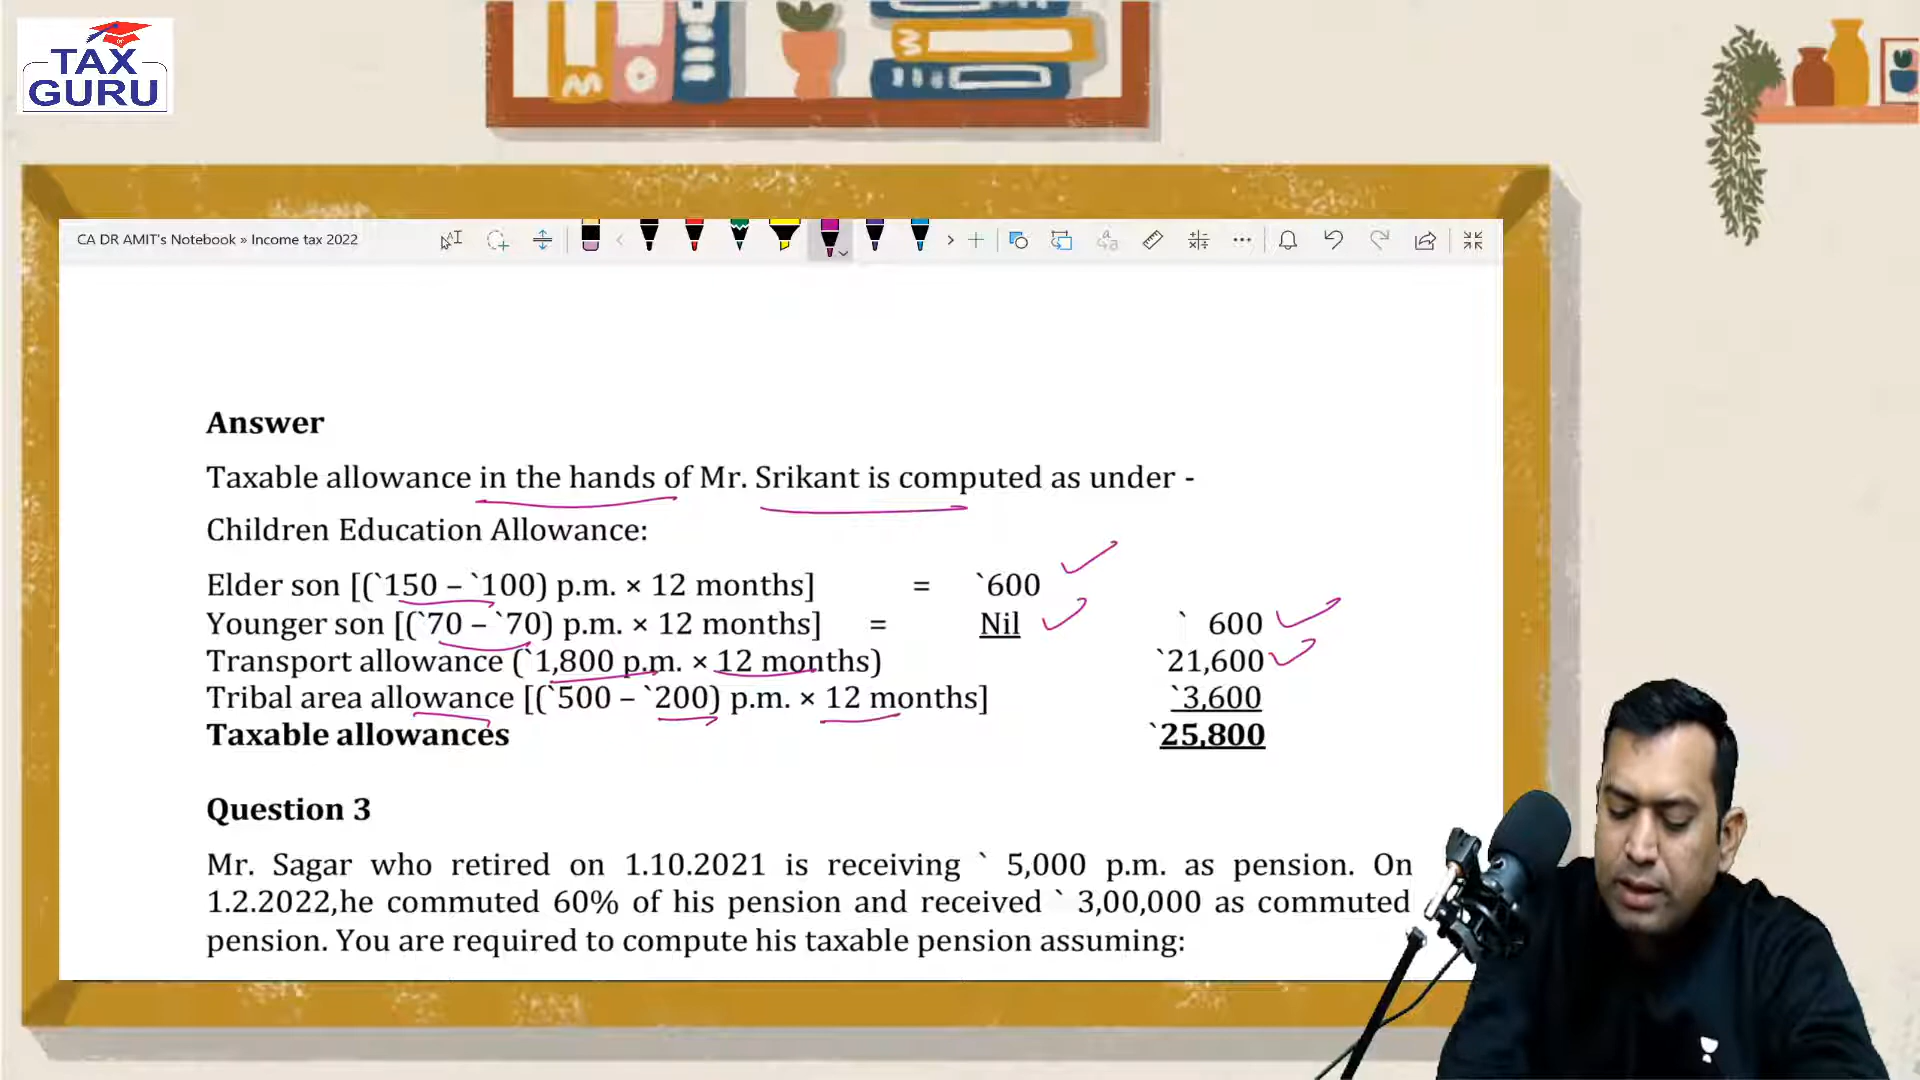 TAX
GURU
CA DR AMIT's Notebook » Income tax 2022
Answer
Taxable allowance in the hands of Mr. Srikant is computed as under -
Children Education Allowance:
Elder son [(`150 – `100) p.m. × 12 months] = `600
Younger son [(`70 – `70) p.m. × 12 months] = Nil ` 600
Transport allowance (`1,800 p.m. × 12 months) `21,600
Tribal area allowance [(`500 – `200) p.m. × 12 months] `3,600
Taxable allowances `25,800
Question 3
Mr. Sagar who retired on 1.10.2021 is receiving ` 5,000 p.m. as pension. On
1.2.2022,he commuted 60% of his pension and received ` 3,00,000 as commuted
pension. You are required to compute his taxable pension assuming: